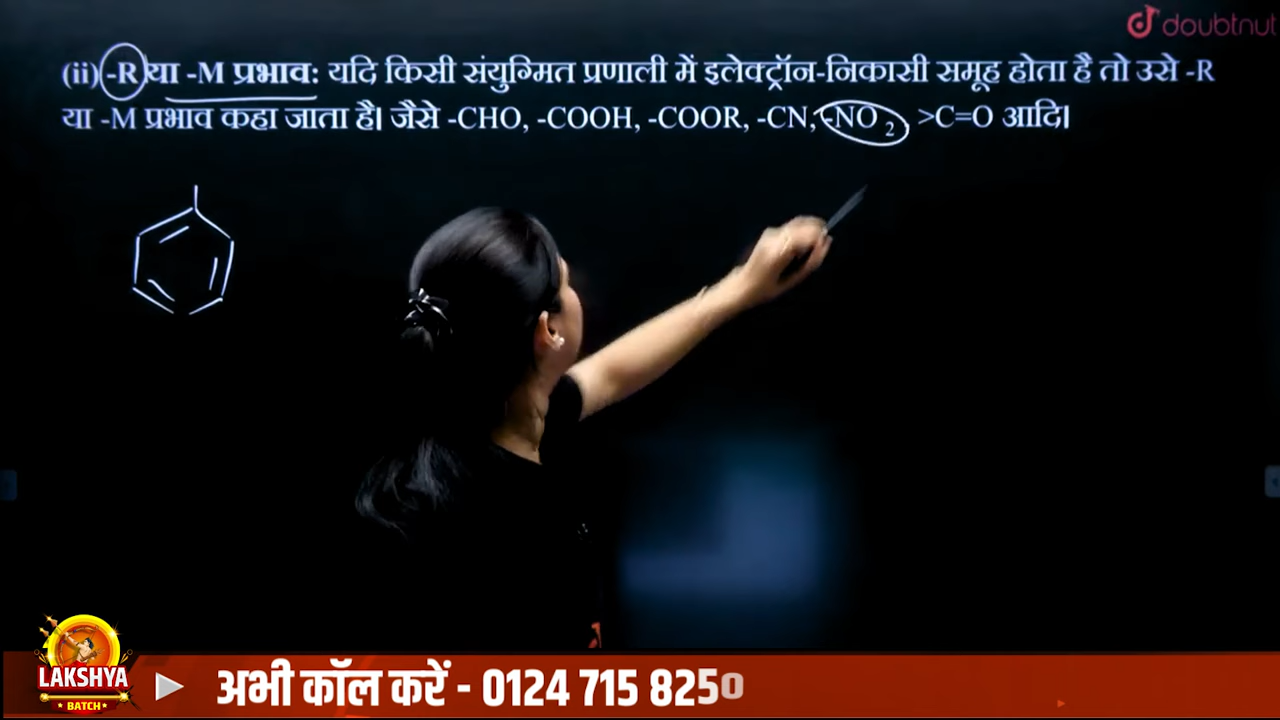 doubtnut
(ii) -R या -M प्रभाव: यदि किसी संयुग्मित प्रणाली में इलेक्ट्रॉन-निकासी समूह होता है तो उसे -R
या -M प्रभाव कहा जाता है। जैसे -CHO, -COOH, -COOR, -CN, -NO2 >C=O आदि।
LAKSHYA
BATCH
अभी कॉल करें - 0124 715 8250